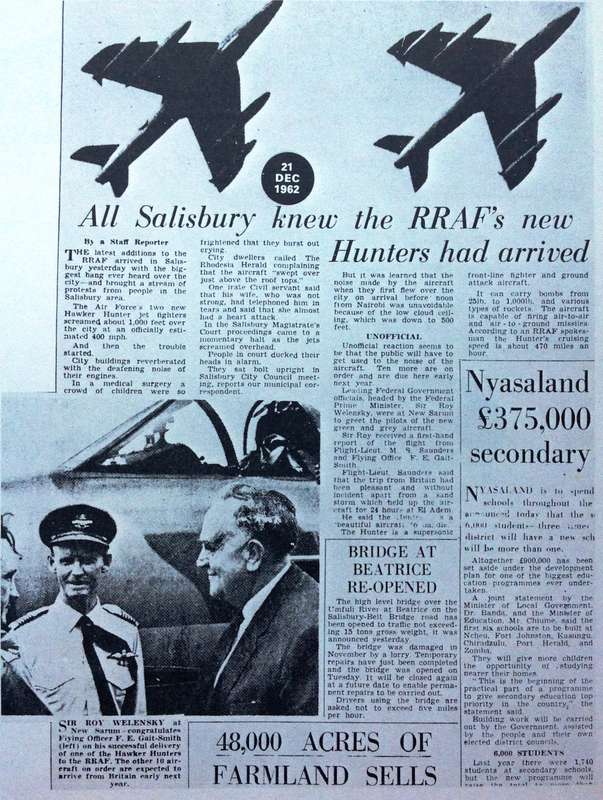 21
DEC
1962
All Salisbury knew the RRAF's new
Hunters had arrived
By a Staff Reporter
THE latest additions to the
RRAF arrived in Salis-
bury yesterday with the big-
gest bang ever heard over the
city—and brought a stream of
protests from people in the
Salisbury area.
The Air Force's two new
Hawker Hunter jet fighters
screamed about 1,000 feet over
the city at an officially esti-
mated 400 mph.
And then the trouble
started.
City buildings reverberated
with the deafening noise of
their engines.
In a medical surgery a
crowd of children were so
frightened that they burst out
crying.
City dwellers called The
Rhodesia Herald complaining
that the aircraft "swept over
just above the roof tops."
One irate Civil servant said
that his wife, who was not
strong, had telephoned him in
tears and said that she almost
had a heart attack.
In the Salisbury Magistrate's
Court proceedings came to a
momentary halt as the jets
screamed overhead.
People in court ducked their
heads in alarm.
They sat bolt upright in
Salisbury City Council meet-
ing, reports our municipal cor-
respondent.
But it was learned that the
noise made by the aircraft
when they first flew over the
city on arrival before noon
from Nairobi was unavoidable
because of the low cloud ceil-
ing, which was down to 500
feet.
UNOFFICIAL
Unofficial reaction seems to
be that the public will have to
get used to the noise of the
aircraft. Ten more are on
order and are due here early
next year.
Leading Federal Government
officials, headed by the Federal
Prime Minister, Sir Roy
Welensky, were at New Sarum
to greet the pilots of the new
green and grey aircraft.
Sir Roy received a first-hand
report of the flight from
Flight-Lieut. M. S. Saunders
and Flying Office F. E. Gait-
Smith.
Flight-Lieut. Saunders said
that the trip from Britain had
been pleasant and without
incident apart from a sand
storm which held up the air-
craft for 24 hours at El Adem.
He said the
"beautiful aircraft
The Hunter is a supersonic
front-line fighter and ground
attack aircraft.
It can carry bombs from
25lb. to 1,000lb. and various
types of rockets. The aircraft
is capable of firing air-to-air
and air-to-ground missiles.
According to an RRAF spokes-
man the Hunter's cruising
speed is about 470 miles an
hour.
Nyasaland
£375,000
secondary
NYASALAND is to spend
schools throughout the
announced today that the s
6,000 students—three
district will have a new sch
will be more than one.
Altogether £900,000 has been
set aside under the development
plan for one of the biggest edu-
cation programmes ever under-
taken.
A joint statement by the
Minister of Local Government,
Dr. Banda, and the Minister of
Education, Mr. Chiume, said the
first six schools are to be built at
Ncheu, Fort Johnston, Kasungu,
Chiradzulu, Port Herald, and
Zomba.
They will give more children
the opportunity of studying
nearer their homes.
"This is the beginning of the
practical part of a programme
to give secondary education top
priority in the country," the
statement said.
Building work will be carried
out by the Government, assisted
by the people and their own
elected district councils.
6,000 STUDENTS
Last year there were 1,740
students at secondary schools,
but the new programme will
raise the total to more than
BRIDGE AT
BEATRICE
RE-OPENED
The high level bridge over the
Umfuli River at Beatrice on the
Salisbury-Beit Bridge road has
been opened to traffic not exceed-
ing 15 tons gross weight, it was
announced yesterday.
The bridge was damaged in
November by a lorry. Temporary
repairs have just been completed
and the bridge was opened on
Tuesday. It will be closed again
at a future date to enable perma-
nent repairs to be carried out.
Drivers using the bridge are
asked not to exceed five miles
per hour.
SIR ROY WELENSKY at
New Sarum congratulates
Flying Officer F. E. Gait-Smith
(left) on his successful delivery
of one of the Hawker Hunters
to the RRAF. The other 10 air-
craft on order are expected to
arrive from Britain early next
year.
48,000 ACRES OF
FARMLAND SELLS